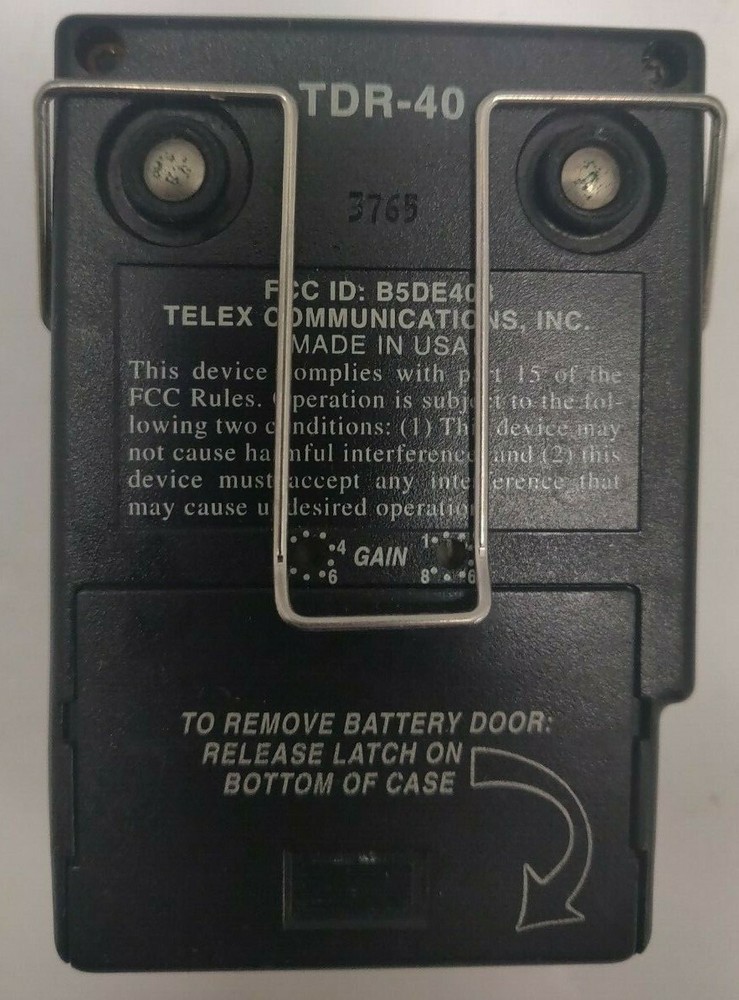 TDR-40
3765
FCC ID:
TELEX COMMUNICATIONS, INC.
MADE IN USA
This device complies with part 15 of the
FCC Rules. Operation is subject to the fol-
lowing two conditions: (1) This device may
not cause harmful interference and (2) this
device must accept any interference that
may cause undesired operation
4 GAIN 1
6 8 6
TO REMOVE BATTERY DOOR:
RELEASE LATCH ON
BOTTOM OF CASE